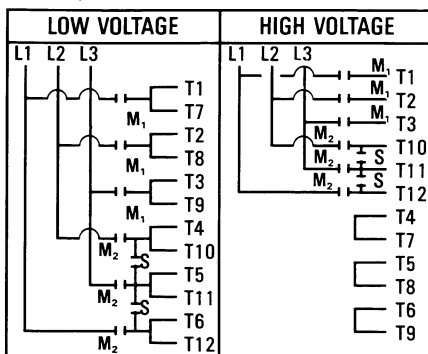 LOW VOLTAGE
L1 L2 L3
T1
M₁ T7
T2
M₁ T8
T3
M₁ T9
T4
M₂ T10
S
T5
M₂ T11
S
T6
M₂ T12
HIGH VOLTAGE
L1 L2 L3
M₁ T1
M₁ T2
M₁ T3
M₂ T10
S
M₂ T11
S
M₂ T12
T4
T7
T5
T8
T6
T9